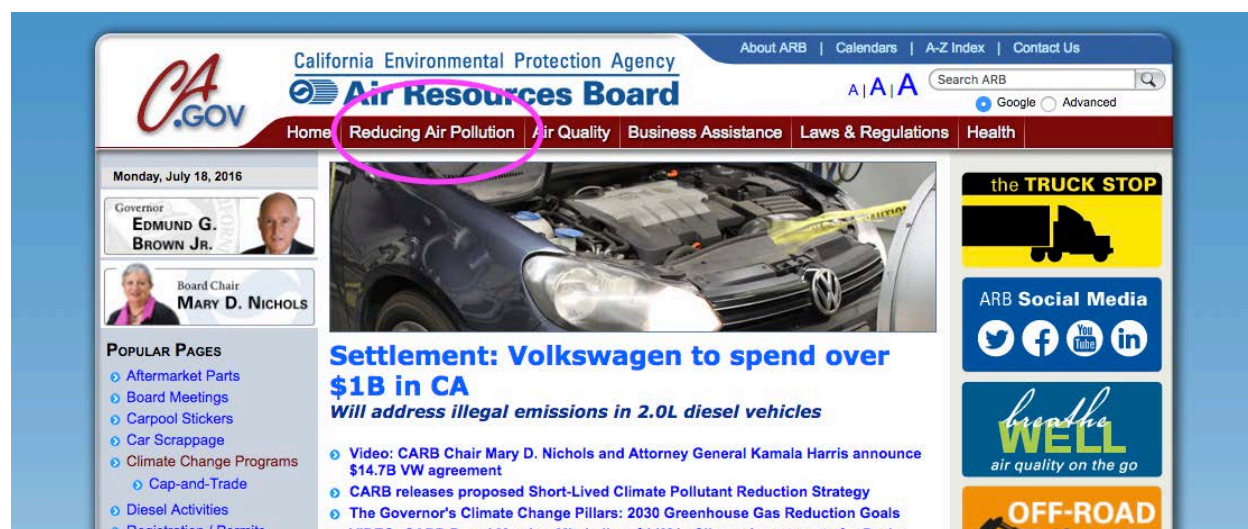 CA
.GOV
California Environmental Protection Agency
Air Resources Board
About ARB | Calendars | A-Z Index | Contact Us
A | A | A
Search ARB
Google Advanced
Home Reducing Air Pollution Air Quality Business Assistance Laws & Regulations Health
Monday, July 18, 2016
Governor
EDMUND G.
BROWN JR.
Board Chair
MARY D. NICHOLS
POPULAR PAGES
Aftermarket Parts
Board Meetings
Carpool Stickers
Car Scrappage
Climate Change Programs
Cap-and-Trade
Diesel Activities
CAUTION
Settlement: Volkswagen to spend over
$1B in CA
Will address illegal emissions in 2.0L diesel vehicles
Video: CARB Chair Mary D. Nichols and Attorney General Kamala Harris announce
$14.7B VW agreement
CARB releases proposed Short-Lived Climate Pollutant Reduction Strategy
The Governor's Climate Change Pillars: 2030 Greenhouse Gas Reduction Goals
the TRUCK STOP
ARB Social Media
You
Tube
in
breathe
WELL
air quality on the go
OFF-ROAD